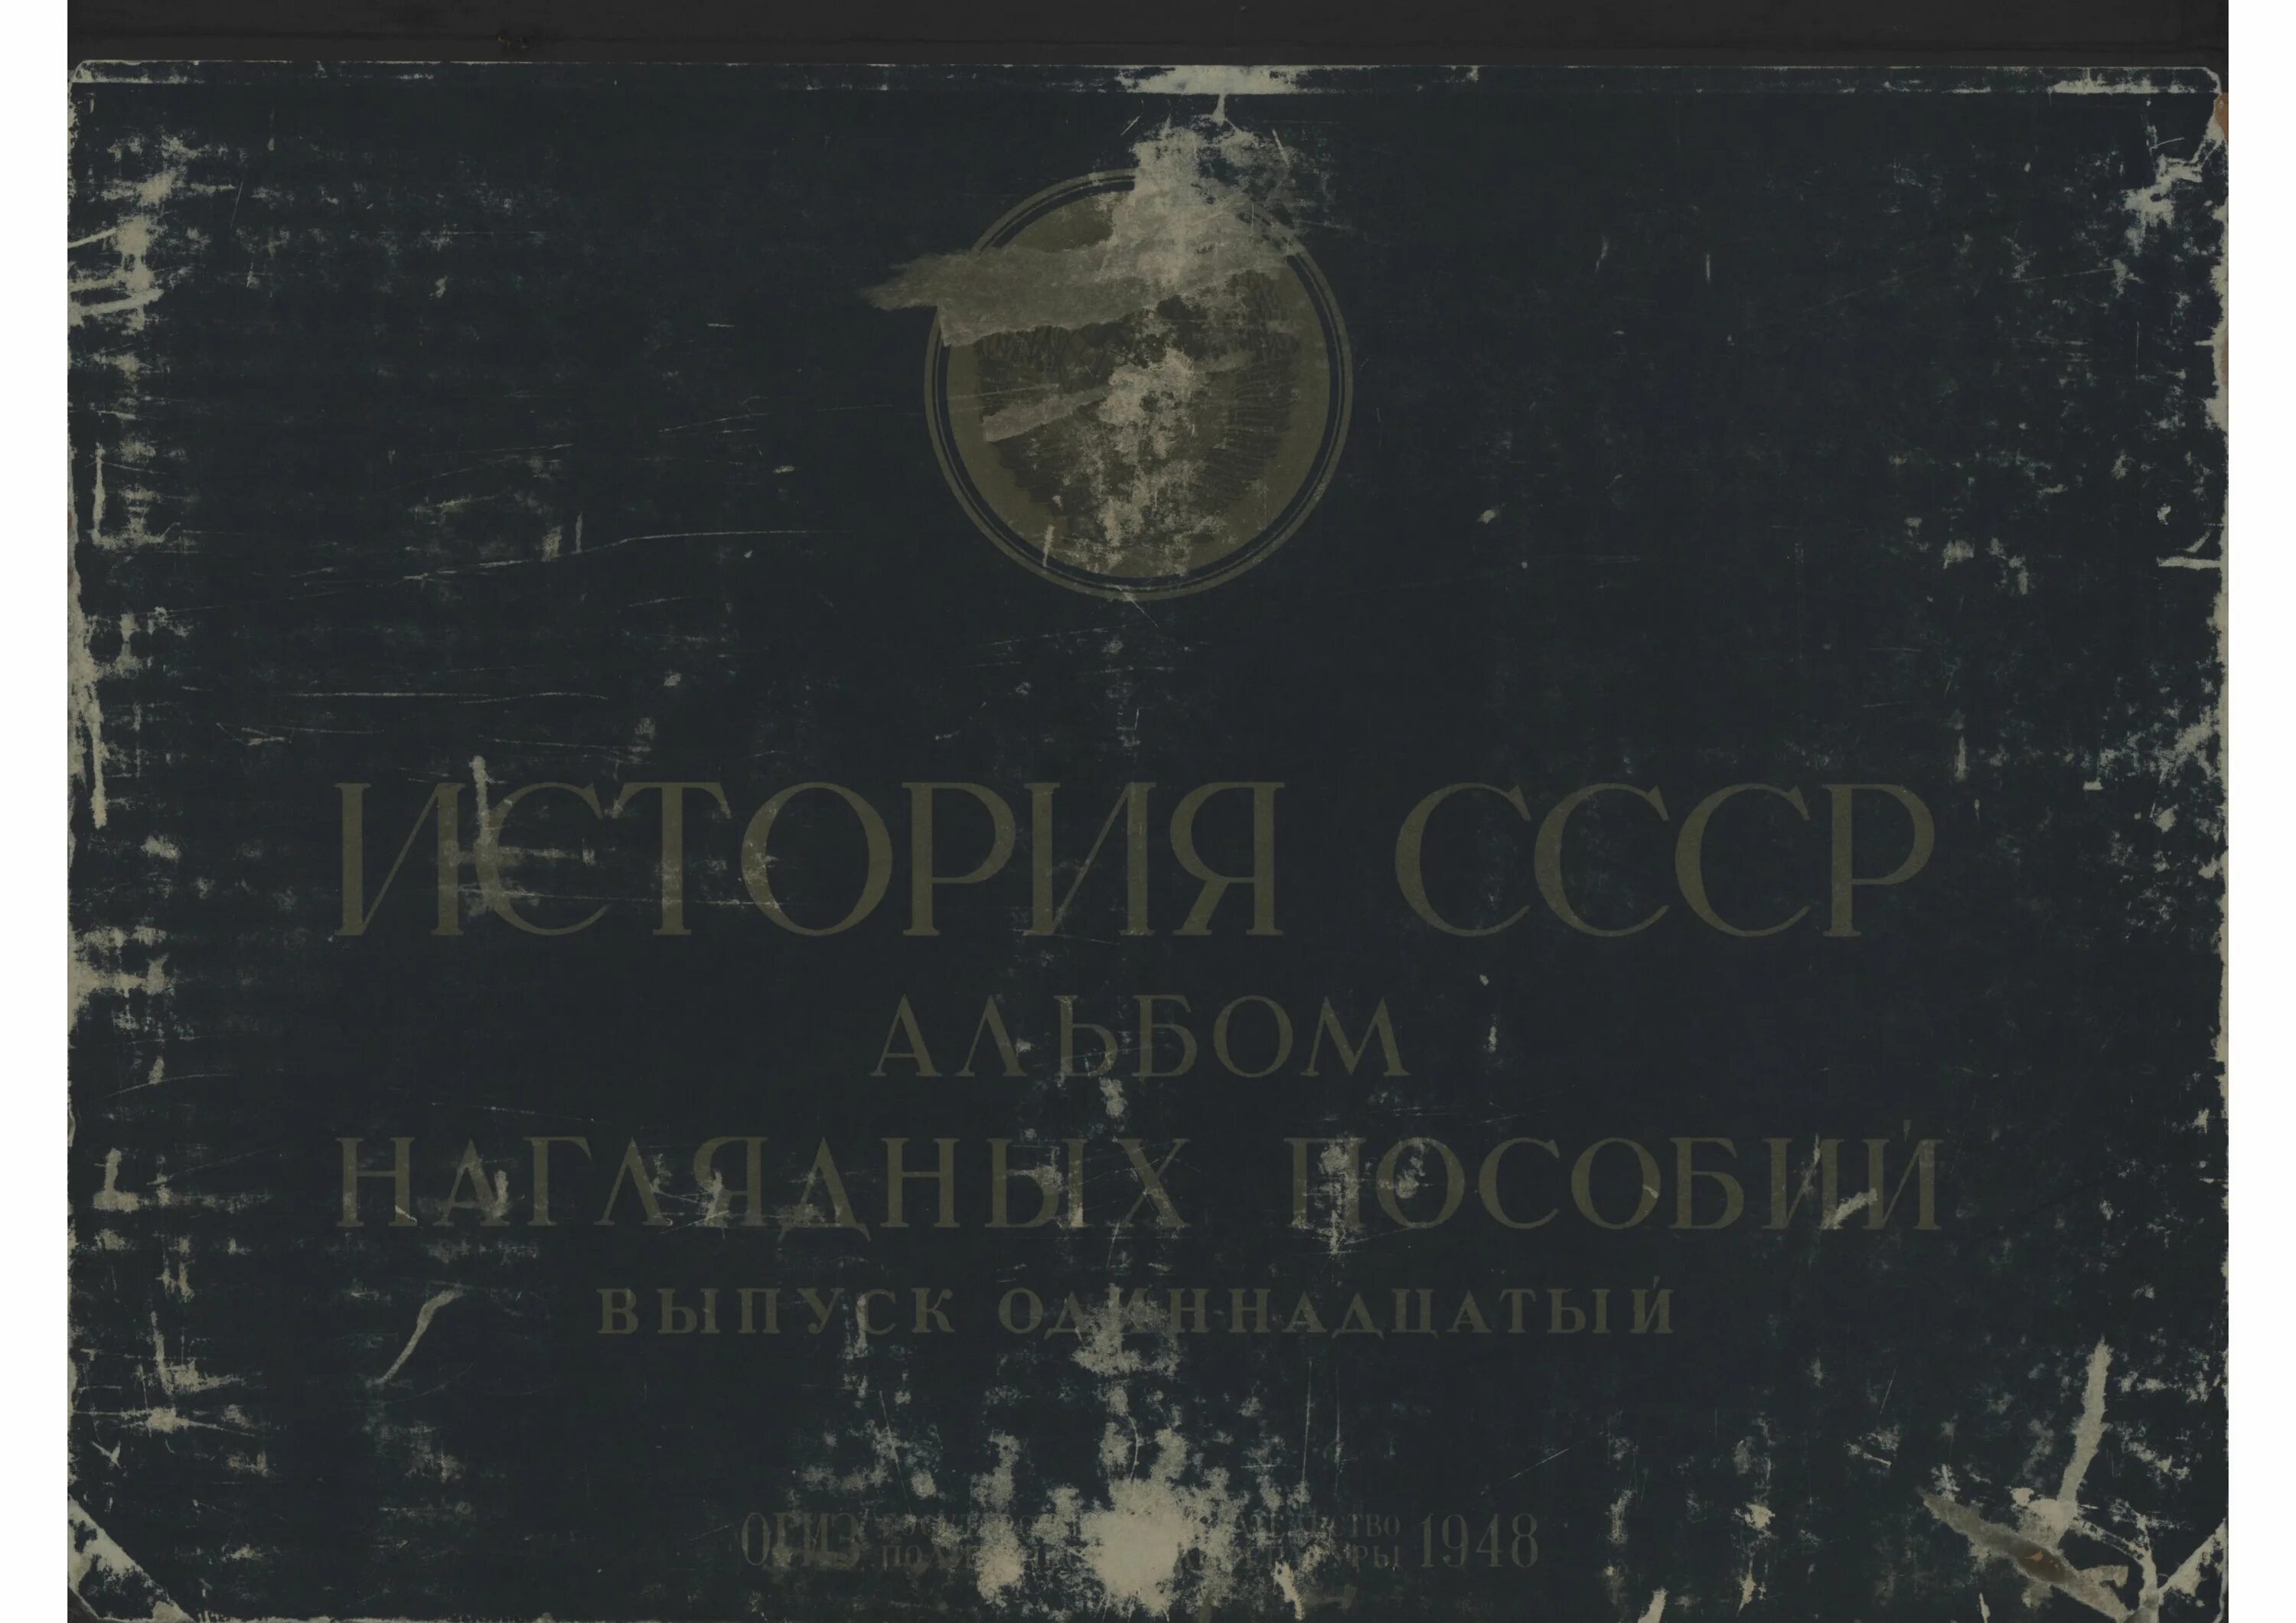 ИСТОРИЯ СССР
АЛЬБОМ
НАГЛЯДНЫХ ПОСОБИЙ
ВЫПУСК ОДИННАДЦАТЫЙ
ОГИЗ 1948